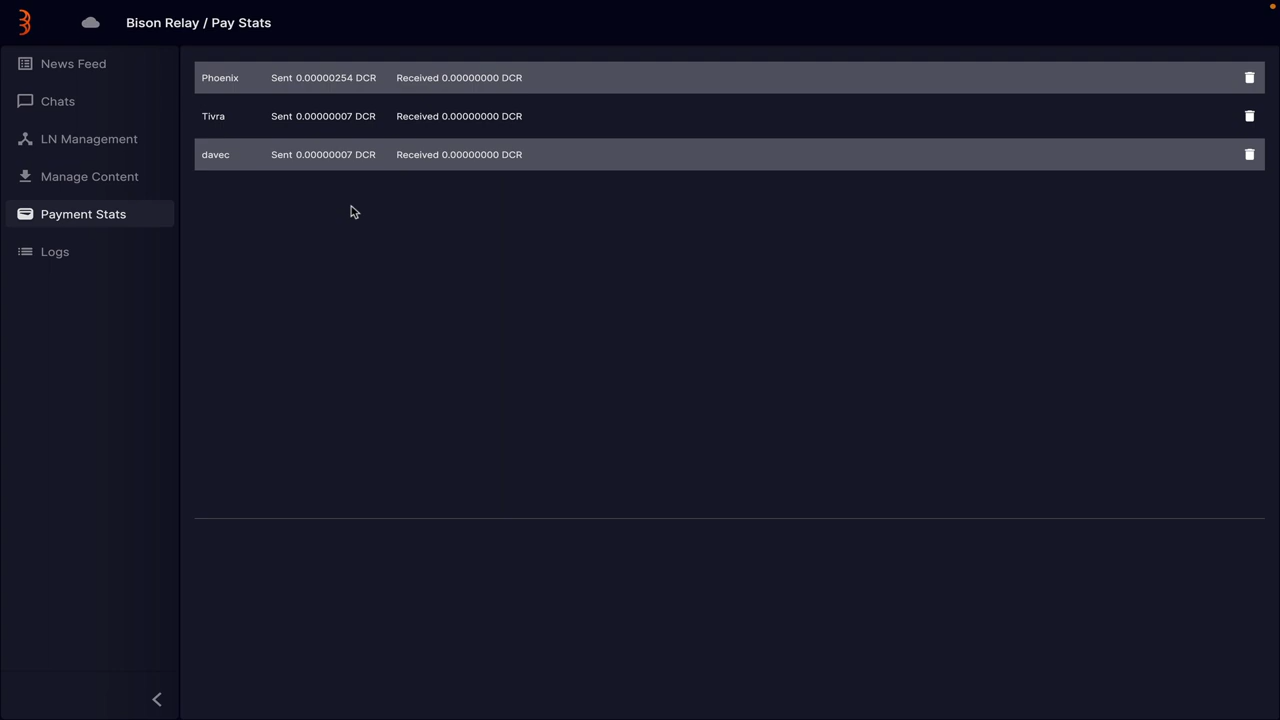 Bison Relay / Pay Stats
News Feed
Chats
LN Management
Manage Content
Payment Stats
Logs
Phoenix Sent 0.00000254 DCR Received 0.00000000 DCR
Tivra Sent 0.00000007 DCR Received 0.00000000 DCR
davec Sent 0.00000007 DCR Received 0.00000000 DCR